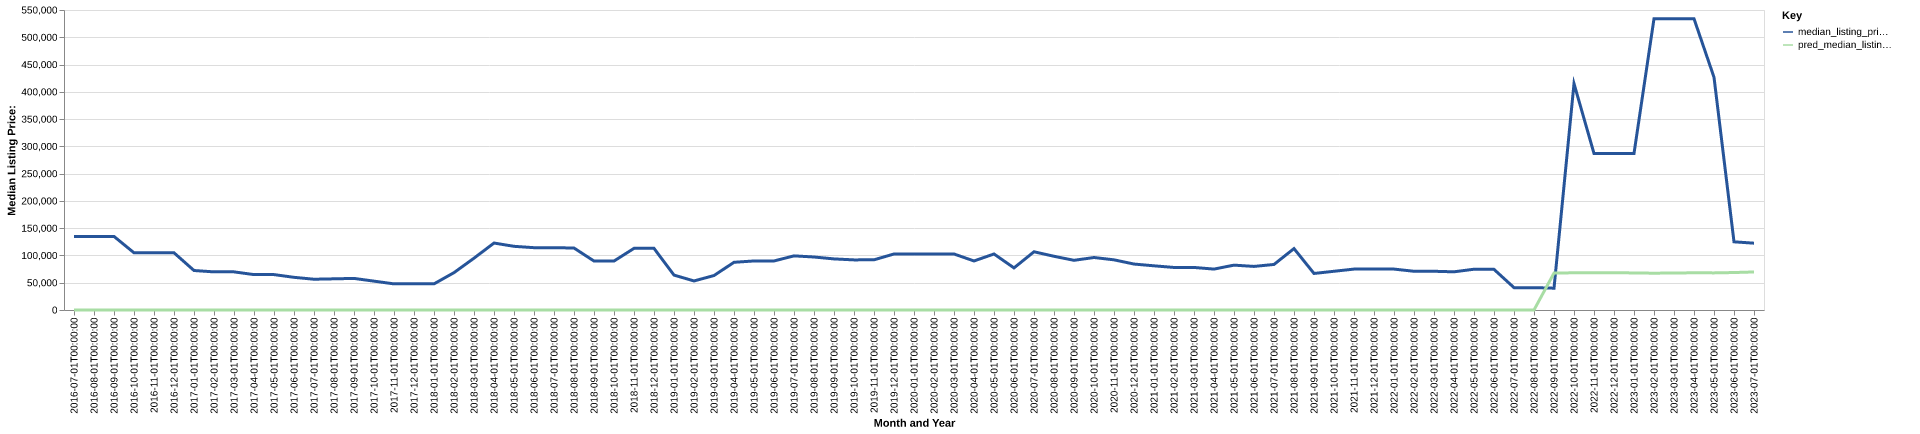 550,000
500,000
450,000
400,000
350,000
300,000
250,000
200,000
150,000
100,000
50,000
0
Median Listing Price:
2016-07-01T00:00:00
2016-08-01T00:00:00
2016-09-01T00:00:00
2016-10-01T00:00:00
2016-11-01T00:00:00
2016-12-01T00:00:00
2017-01-01T00:00:00
2017-02-01T00:00:00
2017-03-01T00:00:00
2017-04-01T00:00:00
2017-05-01T00:00:00
2017-06-01T00:00:00
2017-07-01T00:00:00
2017-08-01T00:00:00
2017-09-01T00:00:00
2017-10-01T00:00:00
2017-11-01T00:00:00
2017-12-01T00:00:00
2018-01-01T00:00:00
2018-02-01T00:00:00
2018-03-01T00:00:00
2018-04-01T00:00:00
2018-05-01T00:00:00
2018-06-01T00:00:00
2018-07-01T00:00:00
2018-08-01T00:00:00
2018-09-01T00:00:00
2018-10-01T00:00:00
2018-11-01T00:00:00
2018-12-01T00:00:00
2019-01-01T00:00:00
2019-02-01T00:00:00
2019-03-01T00:00:00
2019-04-01T00:00:00
2019-05-01T00:00:00
2019-06-01T00:00:00
2019-07-01T00:00:00
2019-08-01T00:00:00
2019-09-01T00:00:00
2019-10-01T00:00:00
2019-11-01T00:00:00
2019-12-01T00:00:00
2020-01-01T00:00:00
2020-02-01T00:00:00
2020-03-01T00:00:00
2020-04-01T00:00:00
2020-05-01T00:00:00
2020-06-01T00:00:00
2020-07-01T00:00:00
2020-08-01T00:00:00
2020-09-01T00:00:00
2020-10-01T00:00:00
2020-11-01T00:00:00
2020-12-01T00:00:00
2021-01-01T00:00:00
2021-02-01T00:00:00
2021-03-01T00:00:00
2021-04-01T00:00:00
2021-05-01T00:00:00
2021-06-01T00:00:00
2021-07-01T00:00:00
2021-08-01T00:00:00
2021-09-01T00:00:00
2021-10-01T00:00:00
2021-11-01T00:00:00
2021-12-01T00:00:00
2022-01-01T00:00:00
2022-02-01T00:00:00
2022-03-01T00:00:00
2022-04-01T00:00:00
2022-05-01T00:00:00
2022-06-01T00:00:00
2022-07-01T00:00:00
2022-08-01T00:00:00
2022-09-01T00:00:00
2022-10-01T00:00:00
2022-11-01T00:00:00
2022-12-01T00:00:00
2023-01-01T00:00:00
2023-02-01T00:00:00
2023-03-01T00:00:00
2023-04-01T00:00:00
2023-05-01T00:00:00
2023-06-01T00:00:00
2023-07-01T00:00:00
Month and Year
Key
median_listing_pri…
pred_median_listin…